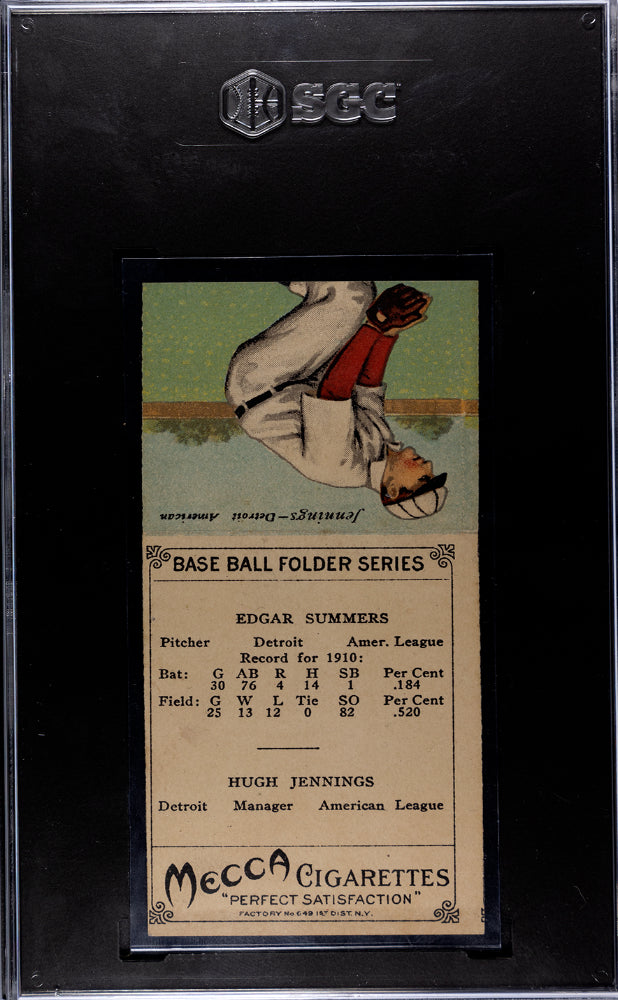 SGC
Jennings—Detroit American
BASE BALL FOLDER SERIES
EDGAR SUMMERS
Pitcher Detroit Amer. League
Record for 1910:
Bat: G AB R H SB Per Cent
30 76 4 14 1 .184
Field: G W L Tie SO Per Cent
25 13 12 0 82 .520
HUGH JENNINGS
Detroit Manager American League
MECCA CIGARETTES
"PERFECT SATISFACTION"
FACTORY No 649 1ST DIST. N.Y.